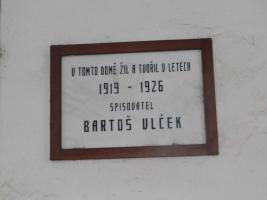 V TOMTO DOMĚ ŽIL A TVOŘIL V LETECH
1919 - 1926
SPISOVATEL
BARTOŠ VLČEK